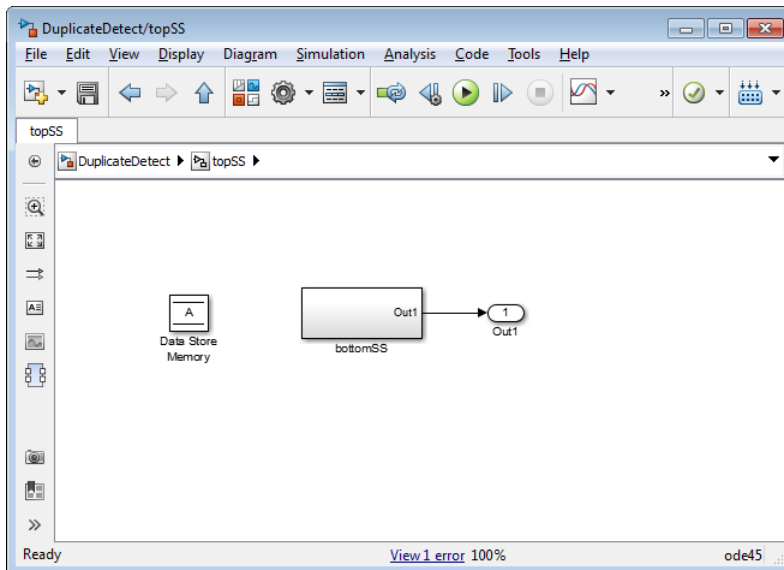 DuplicateDetect/topSS
File Edit View Display Diagram Simulation Analysis Code Tools Help
»
topSS
DuplicateDetect topSS
A
Data Store
Memory
Out1
bottomSS
1
Out1
Ready View 1 error 100% ode45